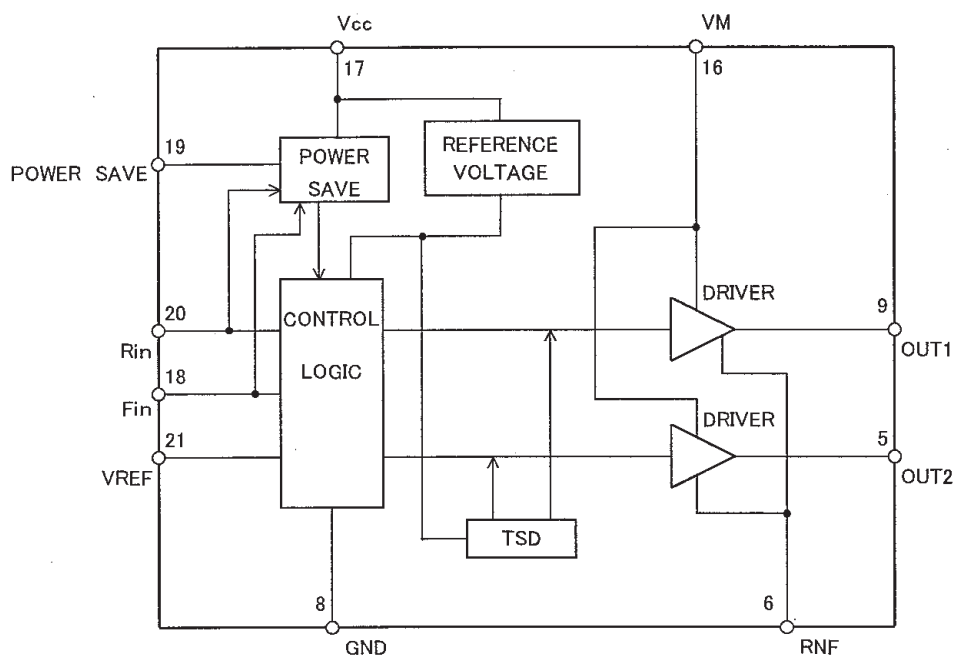 Vcc
VM
17
16
19
POWER SAVE
POWER
SAVE
REFERENCE
VOLTAGE
20
Rin
18
Fin
21
VREF
CONTROL
LOGIC
DRIVER
9
OUT1
DRIVER
5
OUT2
TSD
8
GND
6
RNF